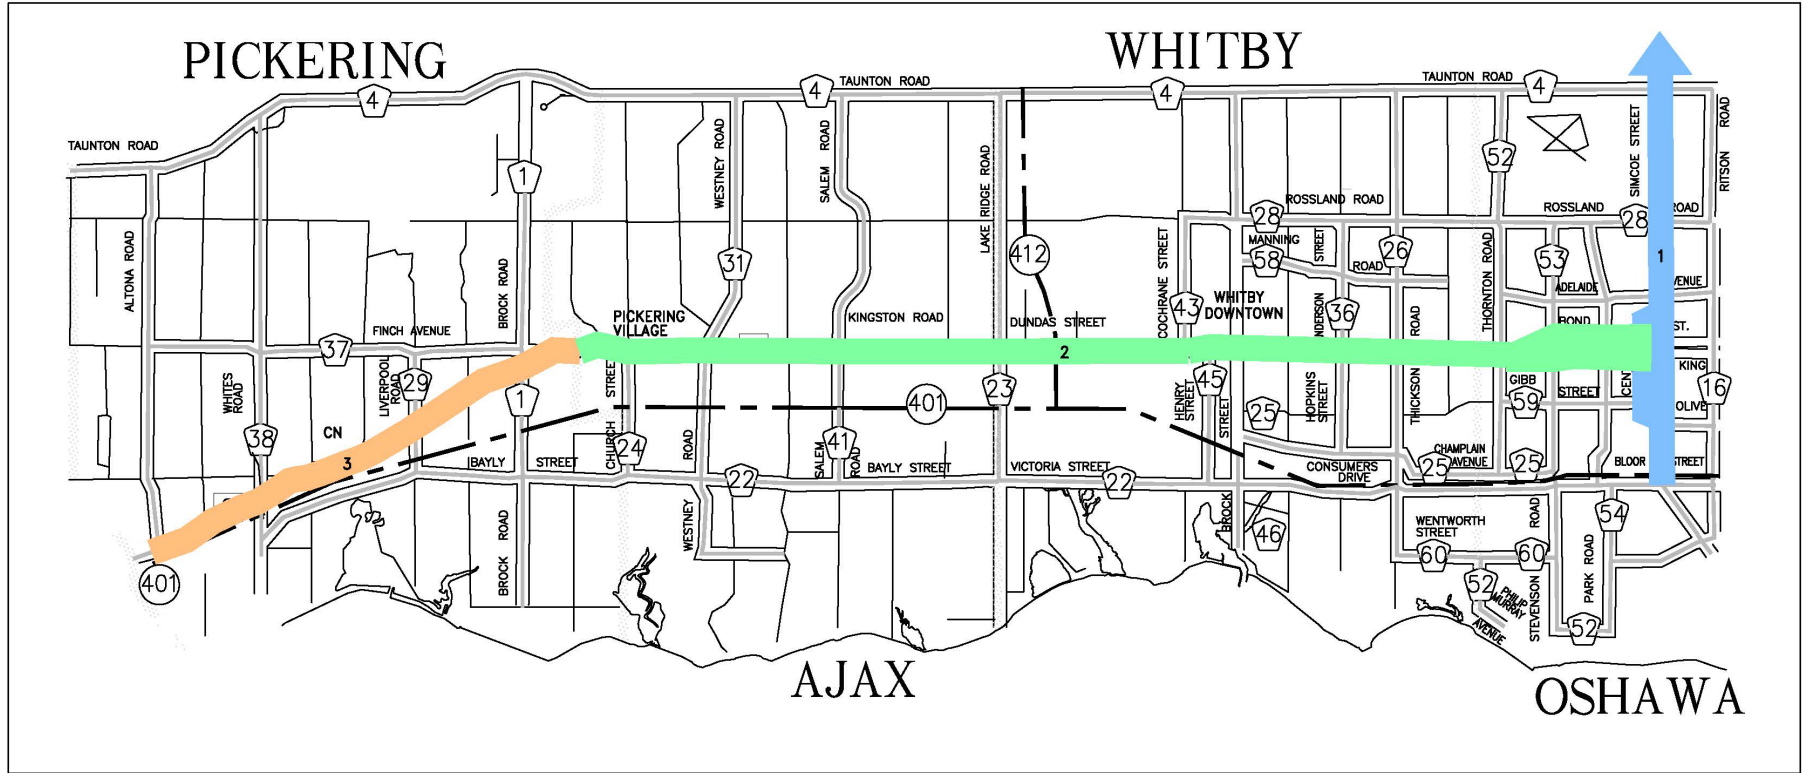 PICKERING
WHITBY
TAUNTON ROAD
4
TAUNTON ROAD
4
4
TAUNTON ROAD
4
TAUNTON ROAD
1
WESTNEY ROAD
SALEM ROAD
LAKE RIDGE ROAD
52
SIMCOE STREET
RITSON ROAD
28
ROSSLAND ROAD
ROSSLAND
28
ROAD
ALTONA ROAD
BROCK ROAD
31
412
COCHRANE STREET
MANNING
58
ROAD
STREET
26
THORNTON ROAD
53
ADELAIDE
VENUE
1
43
WHITBY
DOWNTOWN
NDERSON
36
ROAD
BOND
ST.
PICKERING
VILLAGE
KINGSTON ROAD
DUNDAS STREET
FINCH AVENUE
37
2
KING
WHITES
ROAD
LIVERPOOL
ROAD
29
1
STREET
23
401
HENRY
STREET
45
25
STREET
HOPKINS
STREET
THICKSON
GIBB
59
STREET
CENT
16
OLIVE
CN
38
3
CHURCH
24
ROAD
SALEM
41
ROAD
BAYLY STREET
22
BAYLY STREET
VICTORIA STREET
22
CONSUMERS
DRIVE
CHAMPLAIN
AVENUE
25
25
BLOOR
STREET
BROCK ROAD
WESTNEY
BROCK
46
WENTWORTH
STREET
60
60
ROAD
STEVENSON
54
PARK ROAD
52
PHILIP
MURRAY
AVENUE
52
401
AJAX
OSHAWA